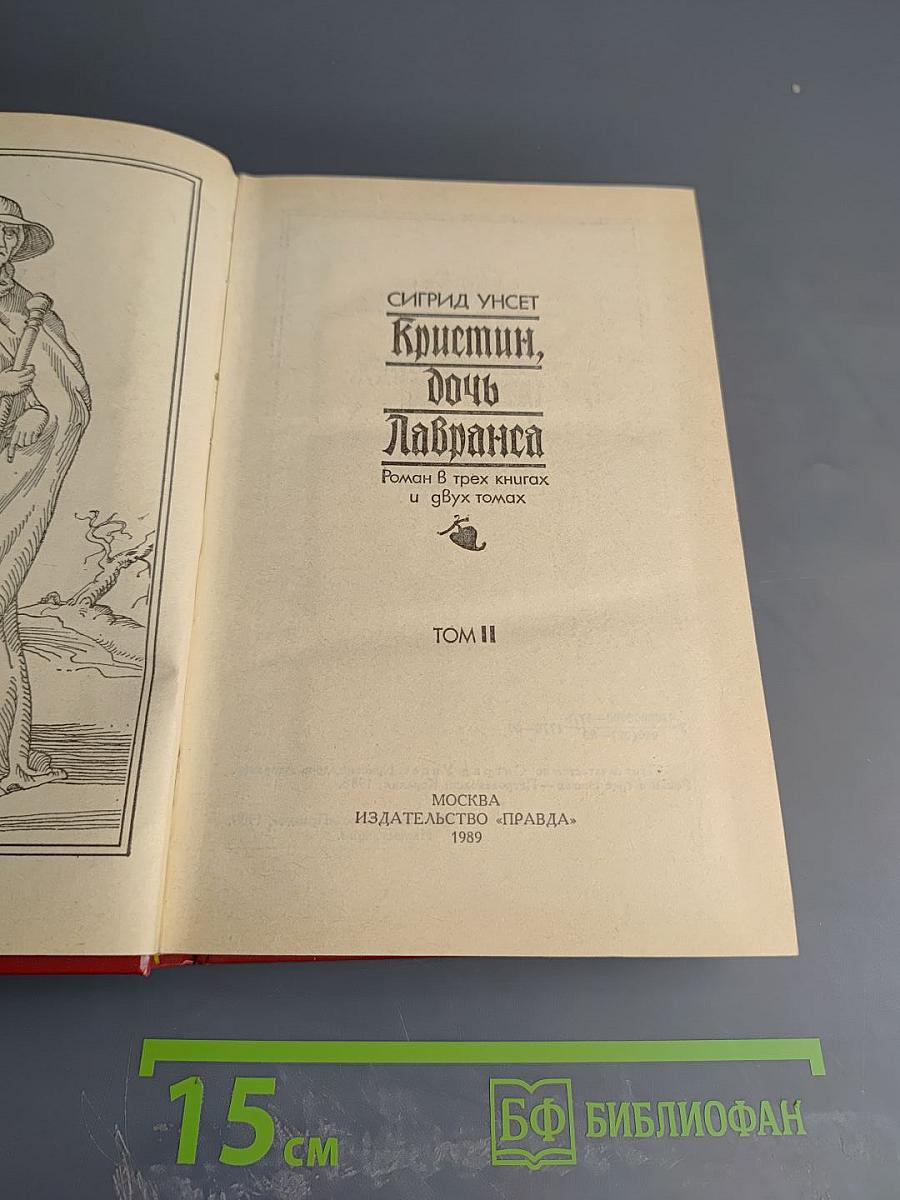 СИГРИД УНСЕТ
Кристин,
дочь
Лавранса
Роман в трех книгах
и двух томах
ТОМ II
МОСКВА
ИЗДАТЕЛЬСТВО «ПРАВДА»
1989
15 см
БФ БИБЛИОФАН